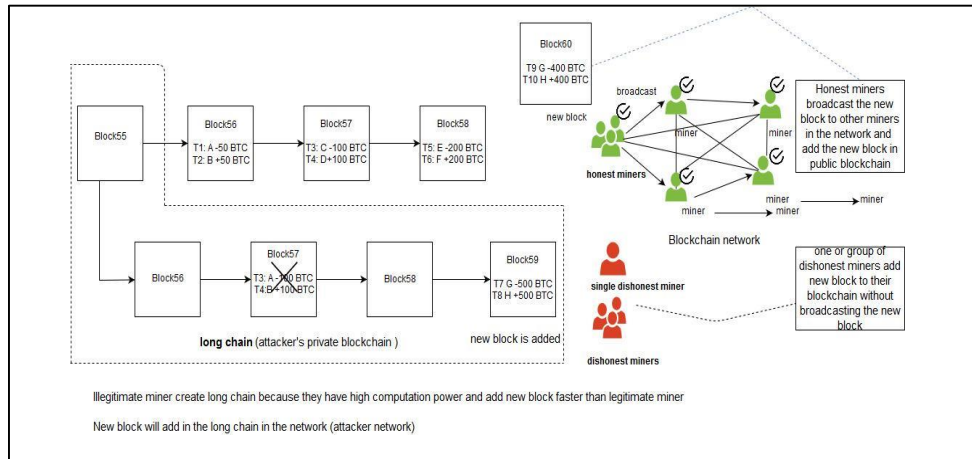 Block60
T9 G -400 BTC
T10 H +400 BTC
new block
broadcast
miner
miner
honest miners
miner
miner
miner
miner
Blockchain network
Honest miners
broadcast the new
block to other miners
in the network and
add the new block in
public blockchain
Block55
Block56
T1: A -50 BTC
T2: B +50 BTC
Block57
T3: C -100 BTC
T4: D+100 BTC
Block58
T5: E -200 BTC
T6: F +200 BTC
Block56
Block57
T3: A -100 BTC
T4:B +100 BTC
Block58
Block59
T7 G -500 BTC
T8 H +500 BTC
long chain (attacker's private blockchain )
new block is added
single dishonest miner
dishonest miners
one or group of
dishonest miners add
new block to their
blockchain without
broadcasting the new
block
Illegitimate miner create long chain because they have high computation power and add new block faster than legitimate miner
New block will add in the long chain in the network (attacker network)